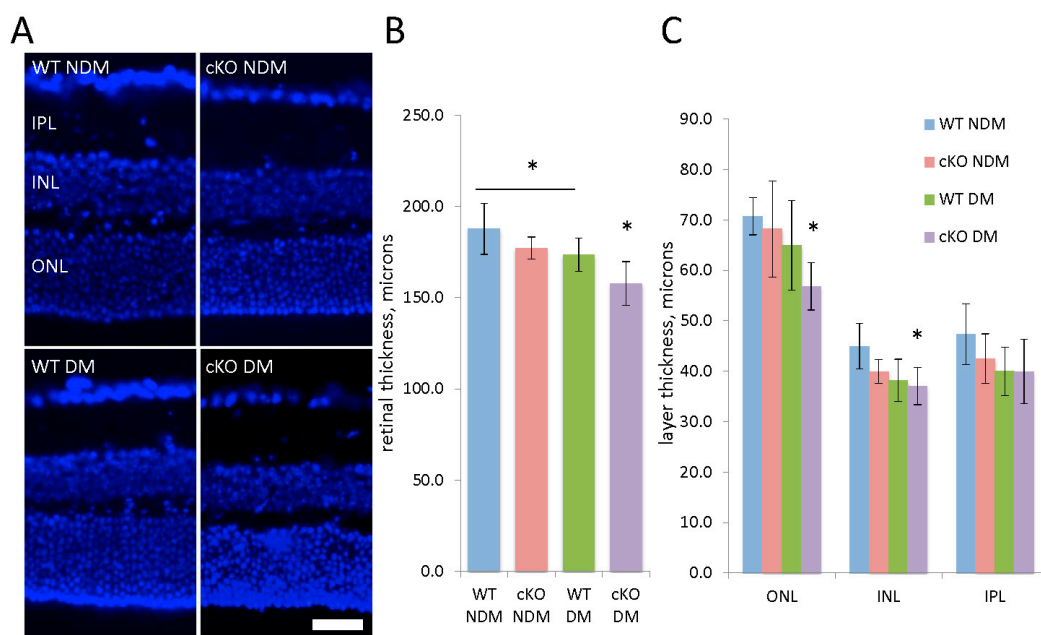 A
WT NDM
cKO NDM
IPL
INL
ONL
WT DM
cKO DM
B
retinal thickness, microns
250.0
200.0
150.0
100.0
50.0
0.0
*
*
WT NDM
cKO NDM
WT DM
cKO DM
C
layer thickness, microns
90.0
80.0
70.0
60.0
50.0
40.0
30.0
20.0
10.0
0.0
WT NDM
cKO NDM
WT DM
cKO DM
*
*
ONL
INL
IPL